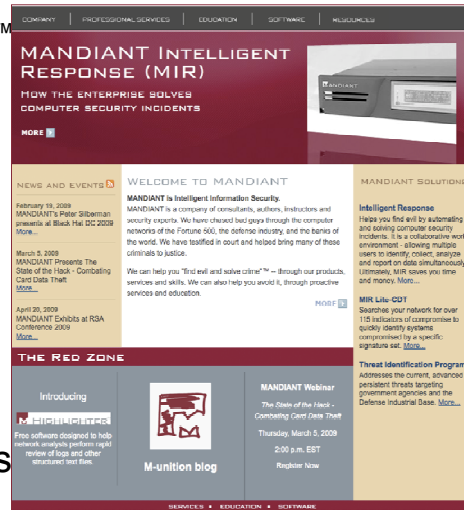 M
COMPANY
PROFESSIONAL SERVICES
EDUCATION
SOFTWARE
RESOURCES
MANDIANT INTELLIGENT
RESPONSE (MIR)
HOW THE ENTERPRISE SOLVES
COMPUTER SECURITY INCIDENTS
MORE
MANDIANT
NEWS AND EVENTS
February 19, 2009
MANDIANT's Peter Silberman
presents at Black Hat DC 2009
More...
March 5, 2009
MANDIANT Presents The
State of the Hack - Combating
Card Data Theft
More...
April 20, 2009
MANDIANT Exhibits at RSA
Conference 2009
More...
WELCOME TO MANDIANT
MANDIANT is Intelligent Information Security.
MANDIANT is a company of consultants, authors, instructors and
security experts. We have chased bad guys through the computer
networks of the Fortune 500, the defense industry, and the banks of
the world. We have testified in court and helped bring many of these
criminals to justice.
We can help you "find evil and solve crime"™ – through our products,
services and skills. We can also help you avoid it, through proactive
services and education.
MORE
MANDIANT SOLUTIONS
Intelligent Response
Helps you find evil by automating
and solving computer security
incidents. It is a collaborative work
environment - allowing multiple
users to identify, collect, analyze
and report on data simultaneously.
Ultimately, MIR saves you time
and money. More...
MIR Lite-CDT
Searches your network for over
115 indicators of compromise to
quickly identify systems
compromised by a specific
signature set. More...
Threat Identification Program
Addresses the current, advanced
persistent threats targeting
government agencies and the
Defense Industrial Base. More...
THE RED ZONE
Introducing
HIGHLIGHTER
Free software designed to help
network analysts perform rapid
review of logs and other
structured text files.
M-unition blog
MANDIANT Webinar
The State of the Hack -
Combating Card Data Theft
Thursday, March 5, 2009
2:00 p.m. EST
Register Now
S
SERVICES • EDUCATION • SOFTWARE